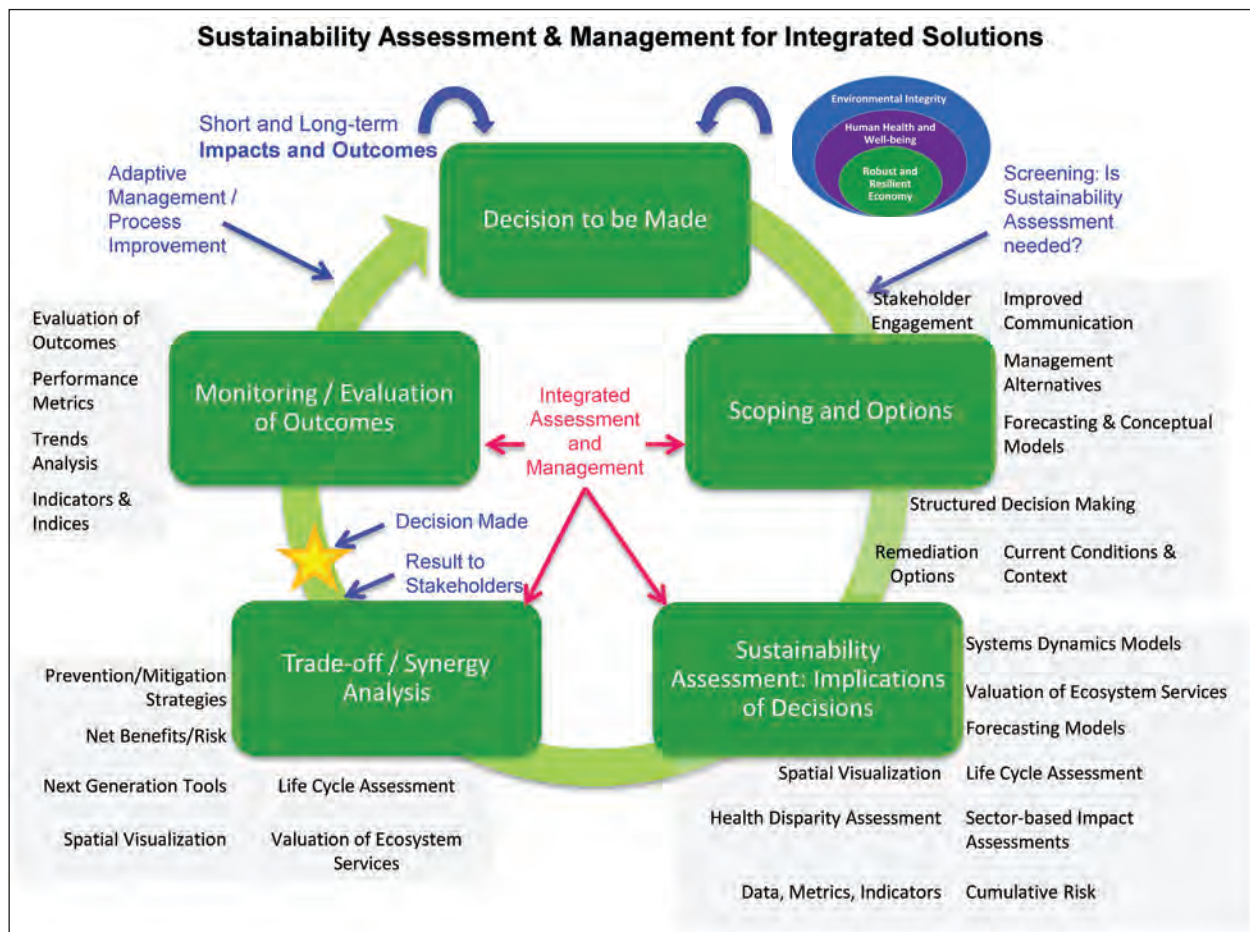 Sustainability Assessment & Management for Integrated Solutions
Short and Long-term
Impacts and Outcomes
Environmental Integrity
Human Health and
Well-being
Robust and
Resilient
Economy
Decision to be Made
Adaptive
Management /
Process
Improvement
Screening: Is
Sustainability
Assessment
needed?
Stakeholder
Engagement
Improved
Communication
Management
Alternatives
Forecasting & Conceptual
Models
Scoping and Options
Structured Decision Making
Remediation
Options
Current Conditions &
Context
Evaluation of
Outcomes
Performance
Metrics
Trends
Analysis
Indicators &
Indices
Monitoring / Evaluation
of Outcomes
Integrated
Assessment
and
Management
Decision Made
Result to
Stakeholders
Trade-off / Synergy
Analysis
Prevention/Mitigation
Strategies
Net Benefits/Risk
Next Generation Tools
Life Cycle Assessment
Spatial Visualization
Valuation of Ecosystem
Services
Sustainability
Assessment: Implications
of Decisions
Systems Dynamics Models
Valuation of Ecosystem Services
Forecasting Models
Spatial Visualization
Life Cycle Assessment
Health Disparity Assessment
Sector-based Impact
Assessments
Data, Metrics, Indicators
Cumulative Risk